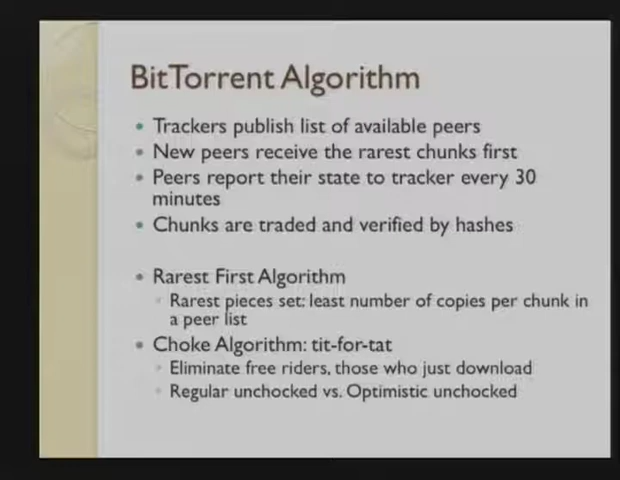 BitTorrent Algorithm
Trackers publish list of available peers
New peers receive the rarest chunks first
Peers report their state to tracker every 30
minutes
Chunks are traded and verified by hashes
Rarest First Algorithm
Rarest pieces set: least number of copies per chunk in
a peer list
Choke Algorithm: tit-for-tat
Eliminate free riders, those who just download
Regular unchocked vs. Optimistic unchocked